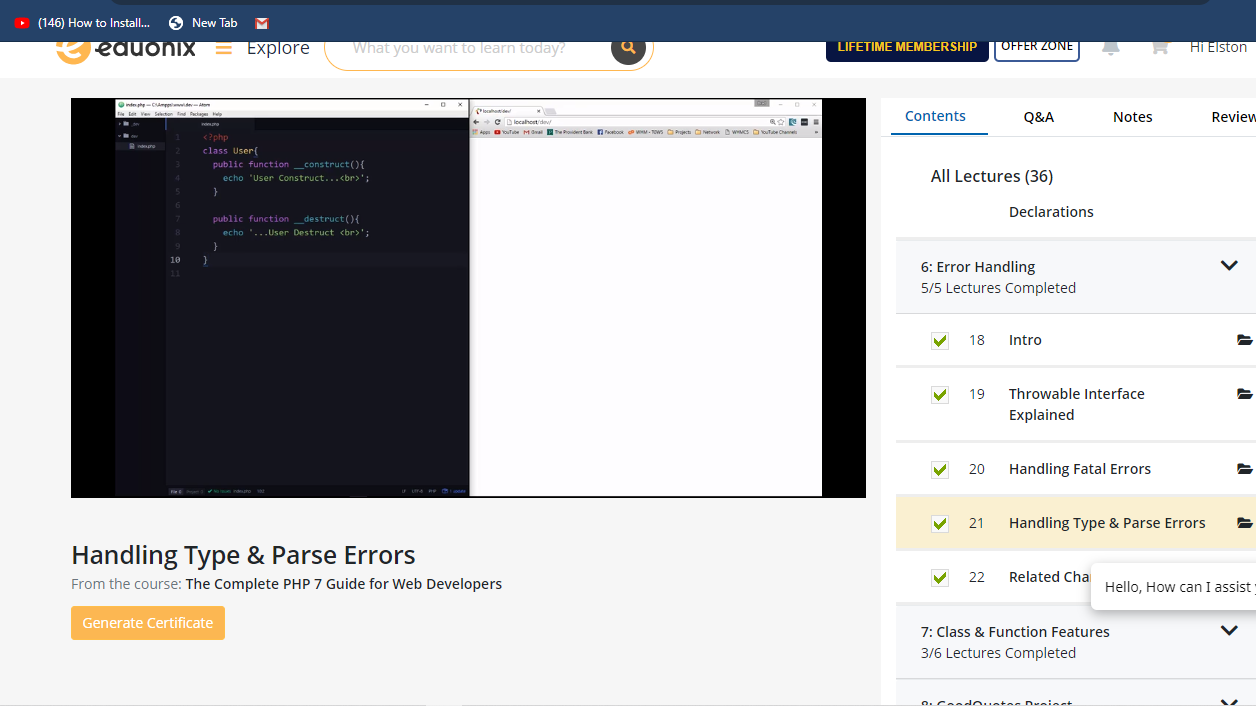 (146) How to Install...
New Tab
eduonix
Explore
What you want to learn today?
LIFETIME MEMBERSHIP
OFFER ZONE
Hi Elston
index.php — C:\Ampps\www\dev — Atom
File Edit View Selection Find Packages Help
dev
index.php
index.php
1 <?php
2 class User{
3 public function __construct(){
4 echo 'User Construct...<br>';
5 }
6
7 public function __destruct(){
8 echo '...User Destruct <br>';
9 }
10 }
11
localhost/dev/
localhost/dev/
Apps YouTube Gmail The Provident Bank Facebook WHM - TGWS Projects Network WHMCS YouTube Channels
Handling Type & Parse Errors
From the course: The Complete PHP 7 Guide for Web Developers
Generate Certificate
Contents
Q&A
Notes
Review
All Lectures (36)
Declarations
6: Error Handling
5/5 Lectures Completed
18 Intro
19 Throwable Interface
Explained
20 Handling Fatal Errors
21 Handling Type & Parse Errors
22 Related Cha
Hello, How can I assist
7: Class & Function Features
3/6 Lectures Completed
8: GoodQuotes Project